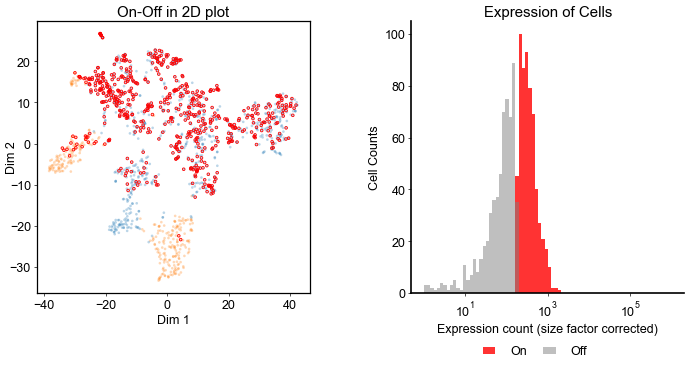 On-Off in 2D plot
20
10
0
−10
−20
−30
Dim 2
−40
−20
0
20
40
Dim 1
Expression of Cells
100
80
60
40
20
0
Cell Counts
10^1
10^3
10^5
Expression count (size factor corrected)
On
Off